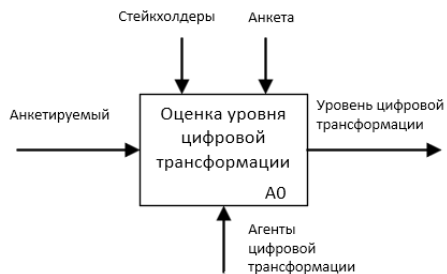 Стейкхолдеры
Анкета
Анкетируемый
Оценка уровня
цифровой
трансформации
A0
Уровень цифровой
трансформации
Агенты
цифровой
трансформации